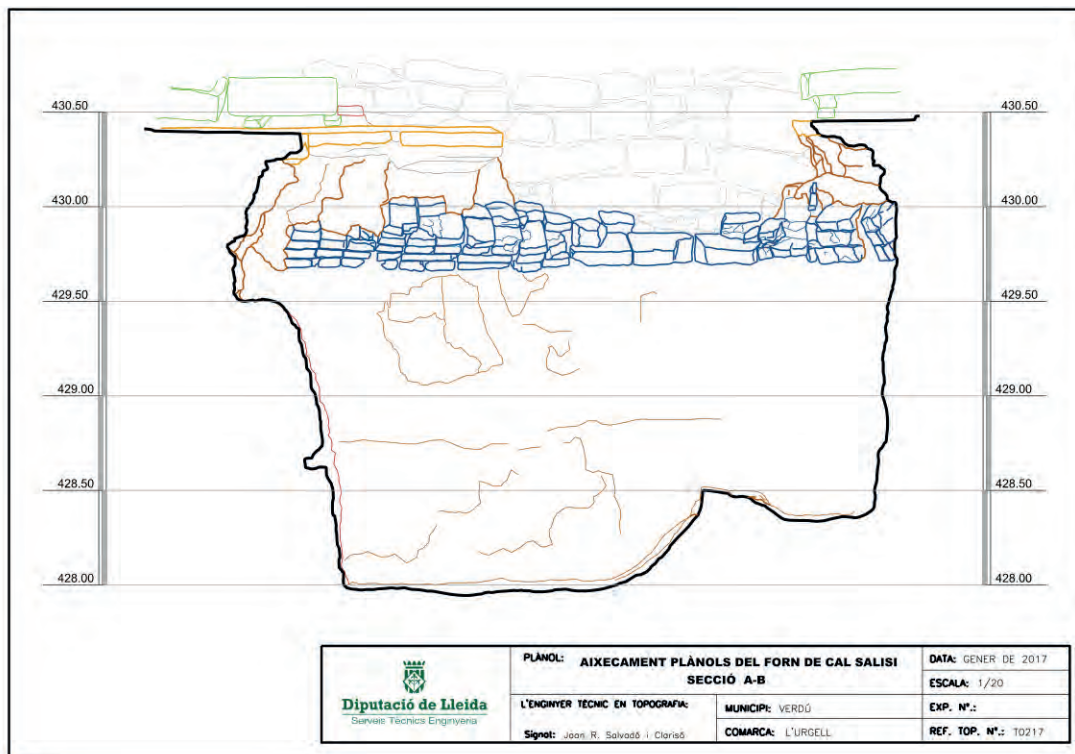 430.50
430.50
430.00
430.00
429.50
429.50
429.00
429.00
428.50
428.50
428.00
428.00
Diputació de Lleida
Serveis Tècnics Enginyeria
PLÀNOL: AIXECAMENT PLÀNOLS DEL FORN DE CAL SALISI
SECCIÓ A-B
L'ENGINYER TÈCNIC EN TOPOGRAFIA:
Signat: Joan R. Salvadó i Clarisó
MUNICIPI: VERDÚ
COMARCA: L'URGELL
DATA: GENER DE 2017
ESCALA: 1/20
EXP. Nº.:
REF. TOP. Nº.: T0217